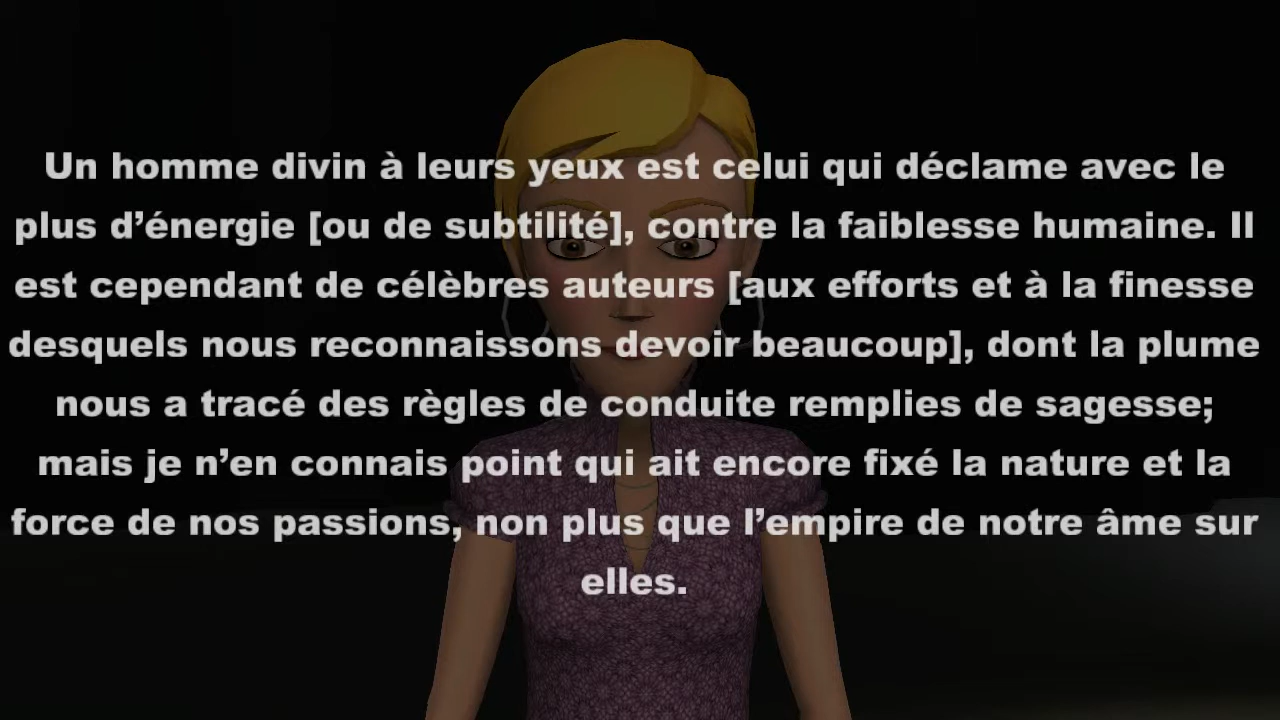 Un homme divin à leurs yeux est celui qui déclame avec le
plus d’énergie [ou de subtilité], contre la faiblesse humaine. Il
est cependant de célèbres auteurs [aux efforts et à la finesse
desquels nous reconnaissons devoir beaucoup], dont la plume
nous a tracé des règles de conduite remplies de sagesse;
mais je n’en connais point qui ait encore fixé la nature et la
force de nos passions, non plus que l’empire de notre âme sur
elles.